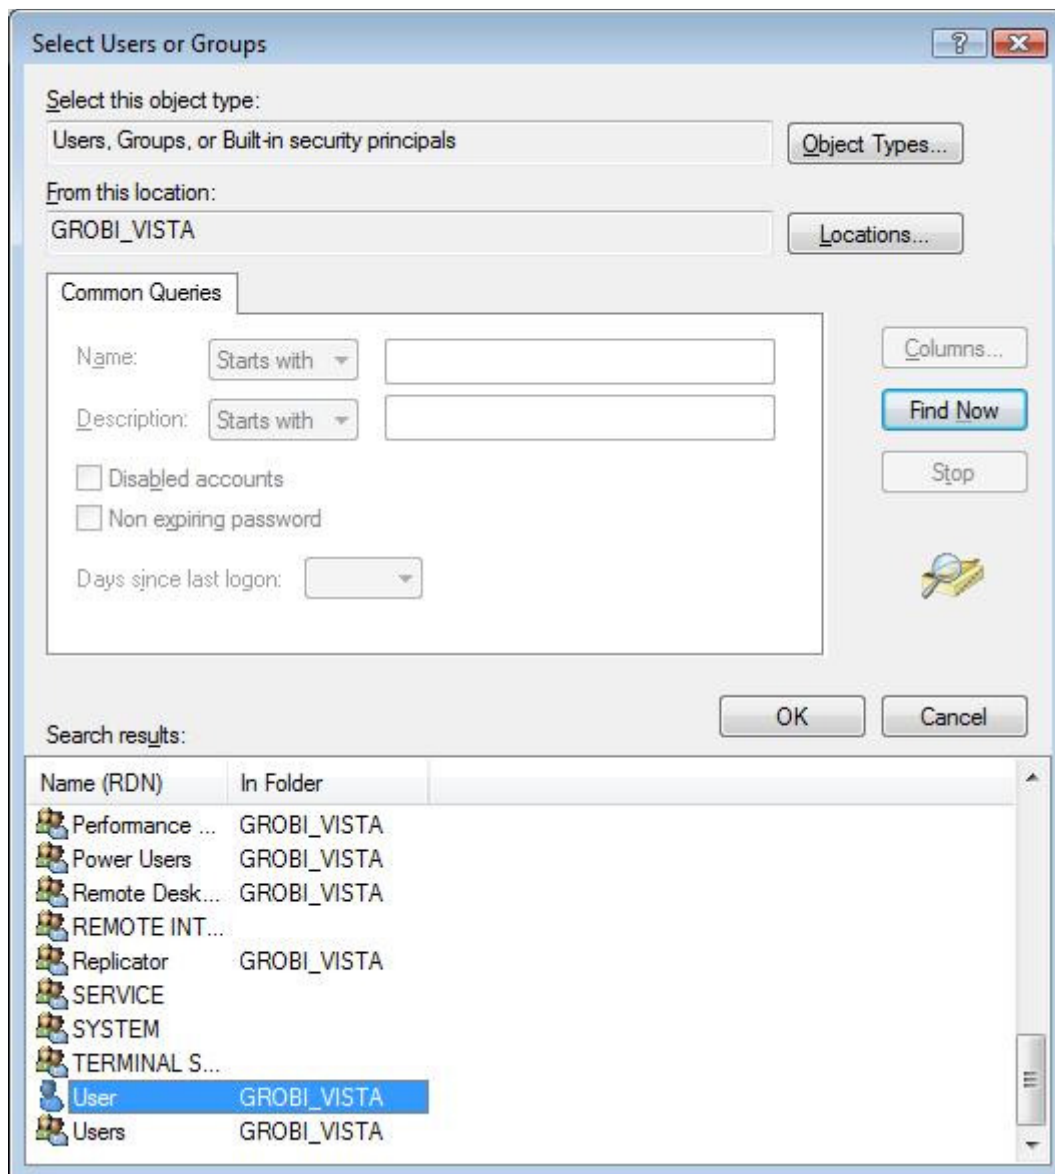 Select Users or Groups
Select this object type:
Users, Groups, or Built-in security principals
Object Types...
From this location:
GROBI_VISTA
Locations...
Common Queries
Name: Starts with
Columns...
Description: Starts with
Find Now
Disabled accounts
Stop
Non expiring password
Days since last logon:
OK Cancel
Search results:
Name (RDN) In Folder
Performance ... GROBI_VISTA
Power Users GROBI_VISTA
Remote Desk... GROBI_VISTA
REMOTE INT...
Replicator GROBI_VISTA
SERVICE
SYSTEM
TERMINAL S...
User GROBI_VISTA
Users GROBI_VISTA